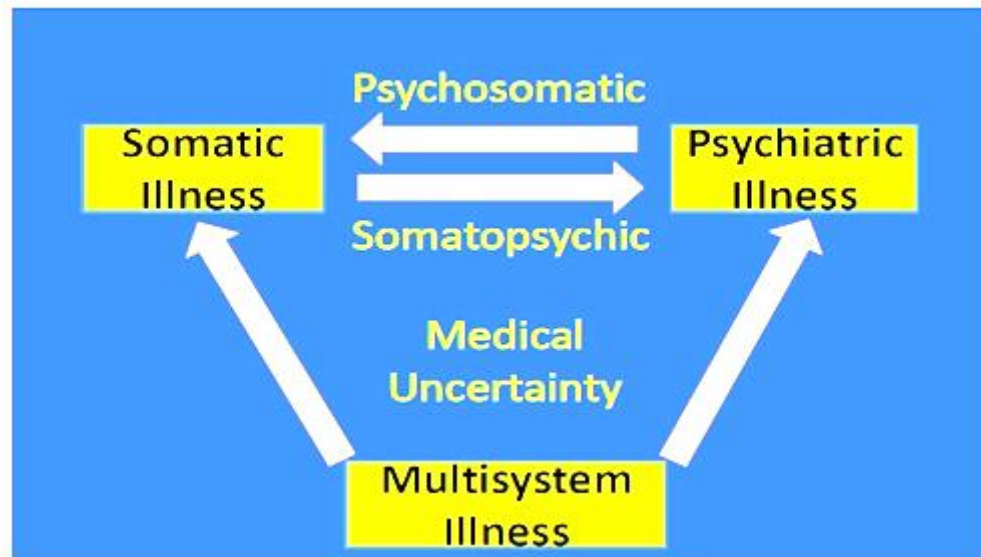 Psychosomatic
Somatic
Illness
Psychiatric
Illness
Somatopsychic
Medical
Uncertainty
Multisystem
Illness